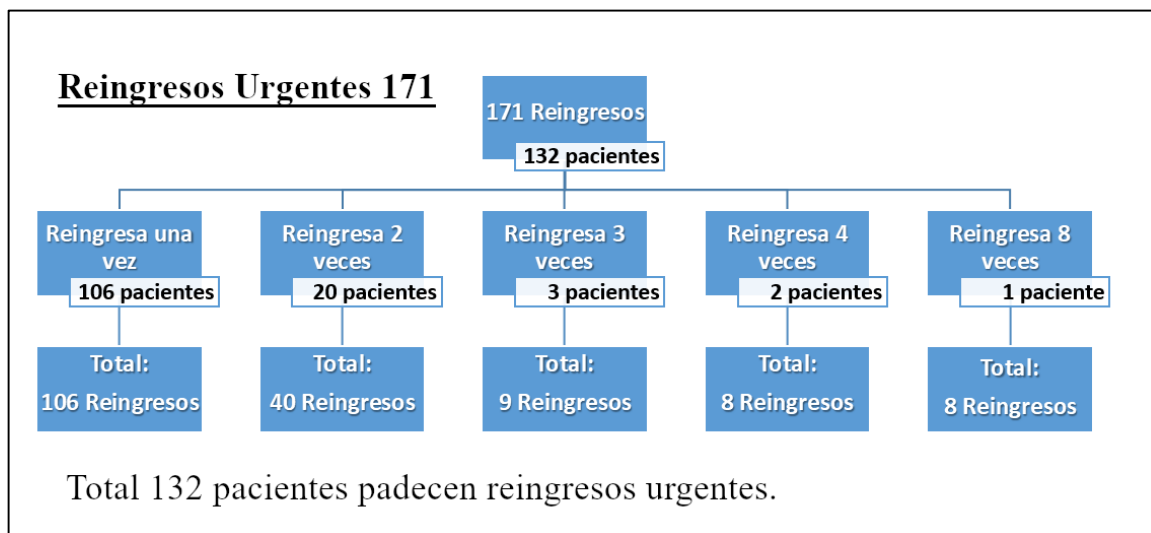 Reingresos Urgentes 171
171 Reingresos
132 pacientes
Reingresa una
vez
106 pacientes
Reingresa 2
veces
20 pacientes
Reingresa 3
veces
3 pacientes
Reingresa 4
veces
2 pacientes
Reingresa 8
veces
1 paciente
Total:
106 Reingresos
Total:
40 Reingresos
Total:
9 Reingresos
Total:
8 Reingresos
Total:
8 Reingresos
Total 132 pacientes padecen reingresos urgentes.